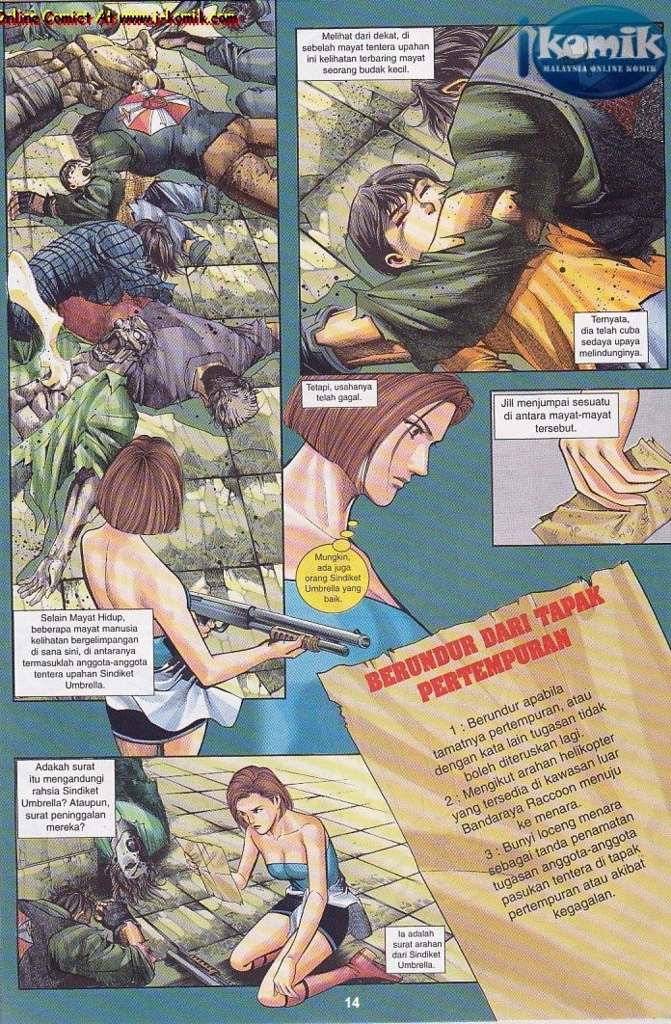 Online Comict At www.j-komik.com
jkomik
MALAYSIA ONLINE KOMIK
Melihat dari dekat, di
sebelah mayat tentera upahan
ini kelihatan terbaring mayat
seorang budak kecil.
Ternyata,
dia telah cuba
sedaya upaya
melindunginya.
Tetapi, usahanya
telah gagal.
Jill menjumpai sesuatu
di antara mayat-mayat
tersebut.
Mungkin,
ada juga
orang Sindiket
Umbrella yang
baik.
Selain Mayat Hidup,
beberapa mayat manusia
kelihatan bergelimpangan
di sana sini, di antaranya
termasuklah anggota-anggota
tentera upahan Sindiket
Umbrella.
BERUNDUR DARI TAPAK
PERTEMPURAN
1 : Berundur apabila
tamatnya pertempuran, atau
dengan kata lain tugasan tidak
boleh diteruskan lagi.
2 : Mengikut arahan helikopter
yang tersedia di kawasan luar
Bandaraya Raccoon menuju
ke menara.
3 : Bunyi loceng menara
sebagai tanda penamatan
tugasan anggota-anggota
pasukan tentera di tapak
pertempuran atau akibat
kegagalan.
Adakah surat
itu mengandungi
rahsia Sindiket
Umbrella? Ataupun,
surat peninggalan
mereka?
Ia adalah
surat arahan
dari Sindiket
Umbrella.
14